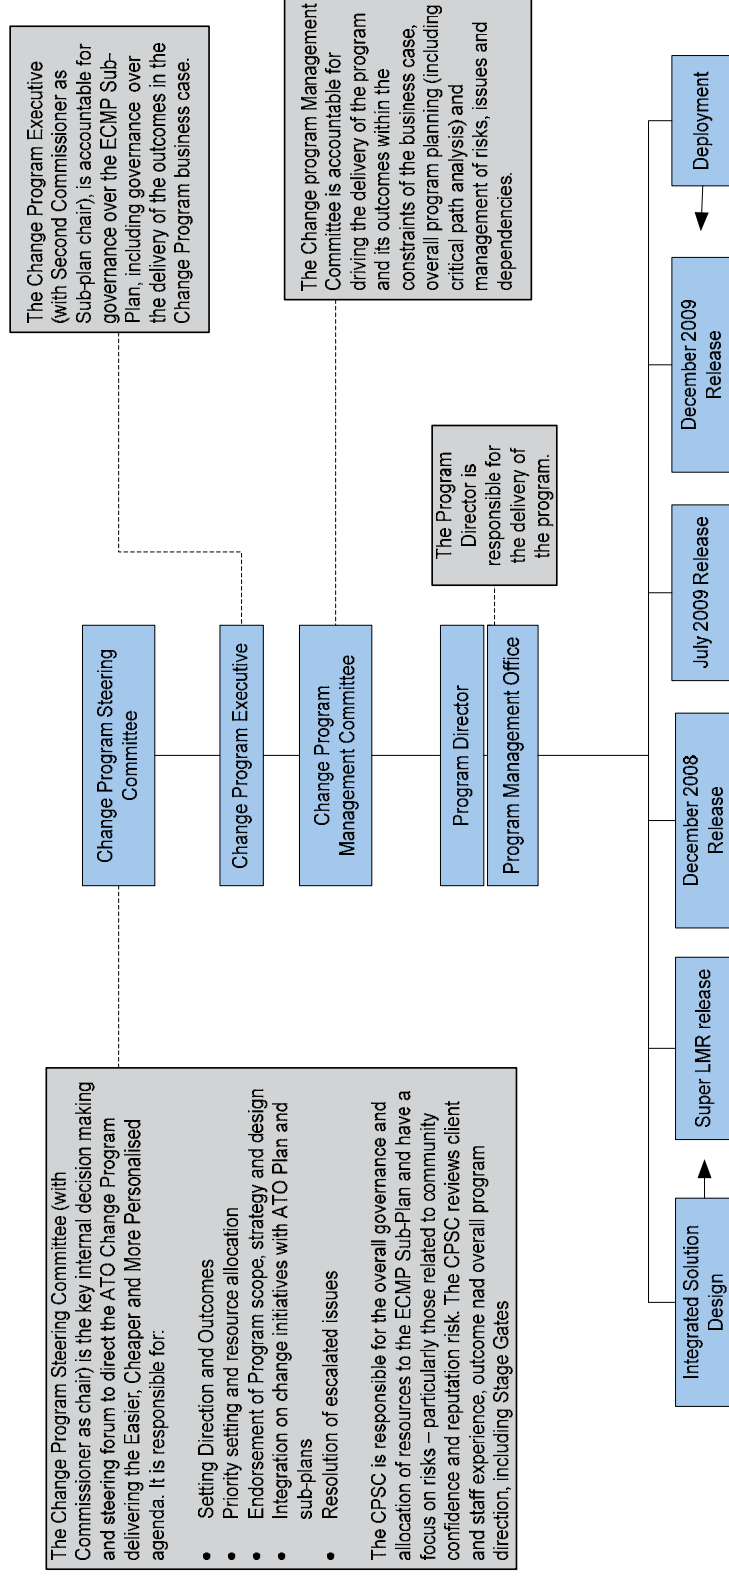 The Change Program Steering Committee (with
Commissioner as chair) is the key internal decision making
and steering forum to direct the ATO Change Program
delivering the Easier, Cheaper and More Personalised
agenda. It is responsible for:
• Setting Direction and Outcomes
• Priority setting and resource allocation
• Endorsement of Program scope, strategy and design
• Integration on change initiatives with ATO Plan and
sub-plans
• Resolution of escalated issues
The CPSC is responsible for the overall governance and
allocation of resources to the ECMP Sub-Plan and have a
focus on risks – particularly those related to community
confidence and reputation risk. The CPSC reviews client
and staff experience, outcome nad overall program
direction, including Stage Gates
Change Program Steering
Committee
Change Program Executive
Change Program
Management Committee
Program Director
Program Management Office
The Change Program Executive
(with Second Commissioner as
Sub-plan chair), is accountable for
governance over the ECMP Sub-
Plan, including governance over
the delivery of the outcomes in the
Change Program business case.
The Change program Management
Committee is accountable for
driving the delivery of the program
and its outcomes within the
constraints of the business case,
overall program planning (including
critical path analysis) and
management of risks, issues and
dependencies.
The Program
Director is
responsible for
the delivery of
the program.
Integrated Solution
Design
Super LMR release
December 2008
Release
July 2009 Release
December 2009
Release
Deployment